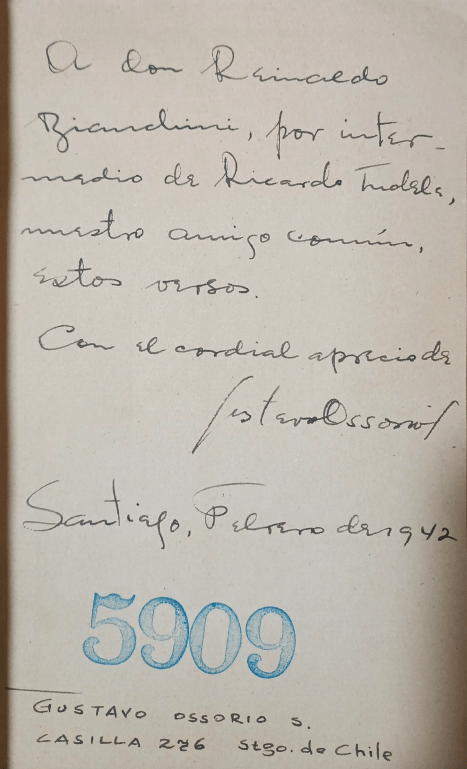 A don Reinaldo
Bianchini, por inter-
medio de Ricardo Tudela,
nuestro amigo común,
estos versos.
Con el cordial aprecio de
Gustavo Ossorio
Santiago, Febrero de 1942
5909
GUSTAVO OSSORIO S.
CASILLA 276 Stgo. de Chile